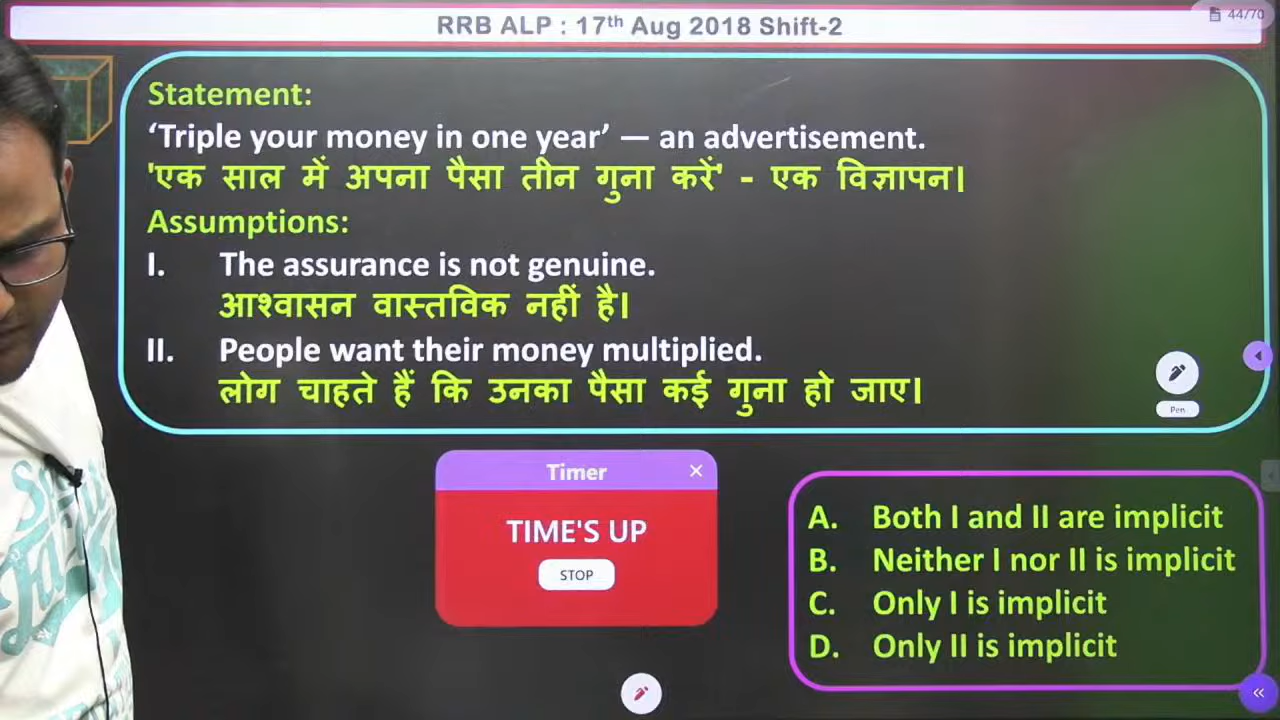 RRB ALP : 17th Aug 2018 Shift-2
44/70
Statement:
‘Triple your money in one year’ — an advertisement.
'एक साल में अपना पैसा तीन गुना करें' - एक विज्ञापन।
Assumptions:
I. The assurance is not genuine.
आश्वासन वास्तविक नहीं है।
II. People want their money multiplied.
लोग चाहते हैं कि उनका पैसा कई गुना हो जाए।
Pen
Timer ×
TIME'S UP
STOP
A. Both I and II are implicit
B. Neither I nor II is implicit
C. Only I is implicit
D. Only II is implicit